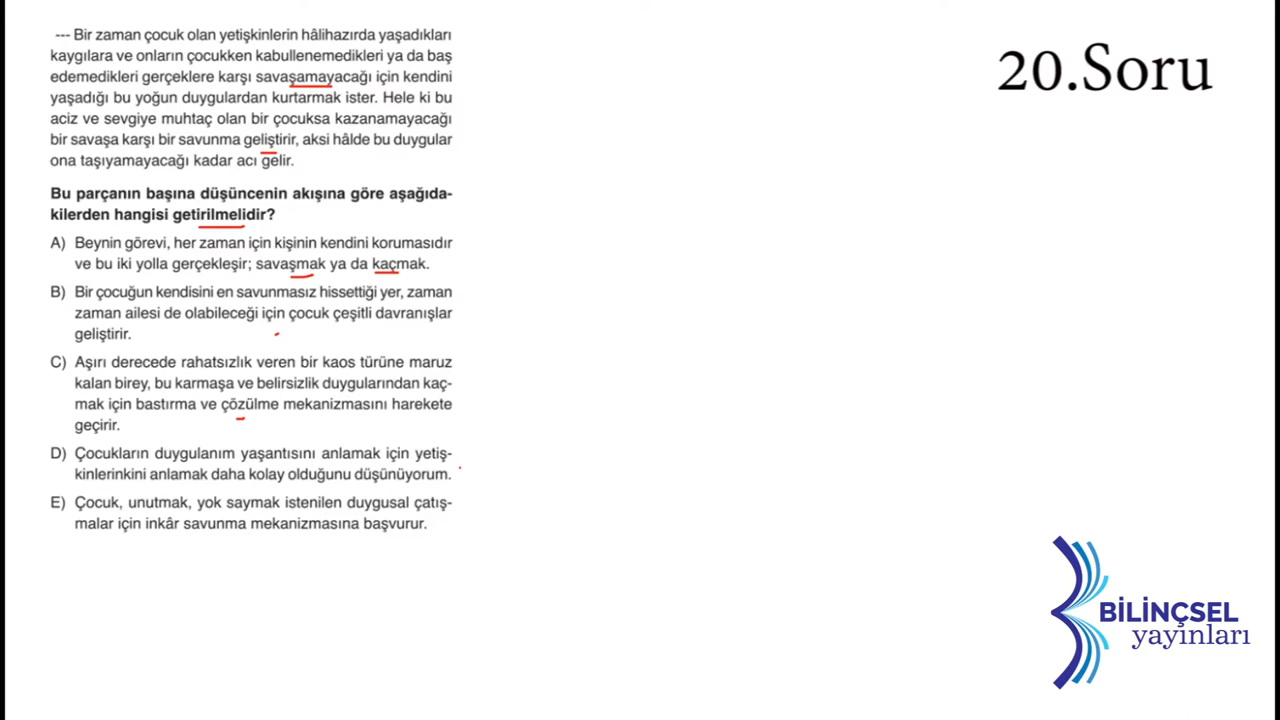 --- Bir zaman çocuk olan yetişkinlerin hâlihazırda yaşadıkları
kaygılara ve onların çocukken kabullenemedikleri ya da baş
edemedikleri gerçeklere karşı savaşamayacağı için kendini
yaşadığı bu yoğun duygulardan kurtarmak ister. Hele ki bu
aciz ve sevgiye muhtaç olan bir çocuksa kazanamayacağı
bir savaşa karşı bir savunma geliştirir, aksi hâlde bu duygular
ona taşıyamayacağı kadar acı gelir.
Bu parçanın başına düşüncenin akışına göre aşağıda-
kilerden hangisi getirilmelidir?
A) Beynin görevi, her zaman için kişinin kendini korumasıdır
ve bu iki yolla gerçekleşir; savaşmak ya da kaçmak.
B) Bir çocuğun kendisini en savunmasız hissettiği yer, zaman
zaman ailesi de olabileceği için çocuk çeşitli davranışlar
geliştirir.
C) Aşırı derecede rahatsızlık veren bir kaos türüne maruz
kalan birey, bu karmaşa ve belirsizlik duygularından kaç-
mak için bastırma ve çözülme mekanizmasını harekete
geçirir.
D) Çocukların duygulanım yaşantısını anlamak için yetiş-
kinlerinkini anlamak daha kolay olduğunu düşünüyorum.
E) Çocuk, unutmak, yok saymak istenilen duygusal çatış-
malar için inkâr savunma mekanizmasına başvurur.
20.Soru
BİLİNÇSEL
yayınları